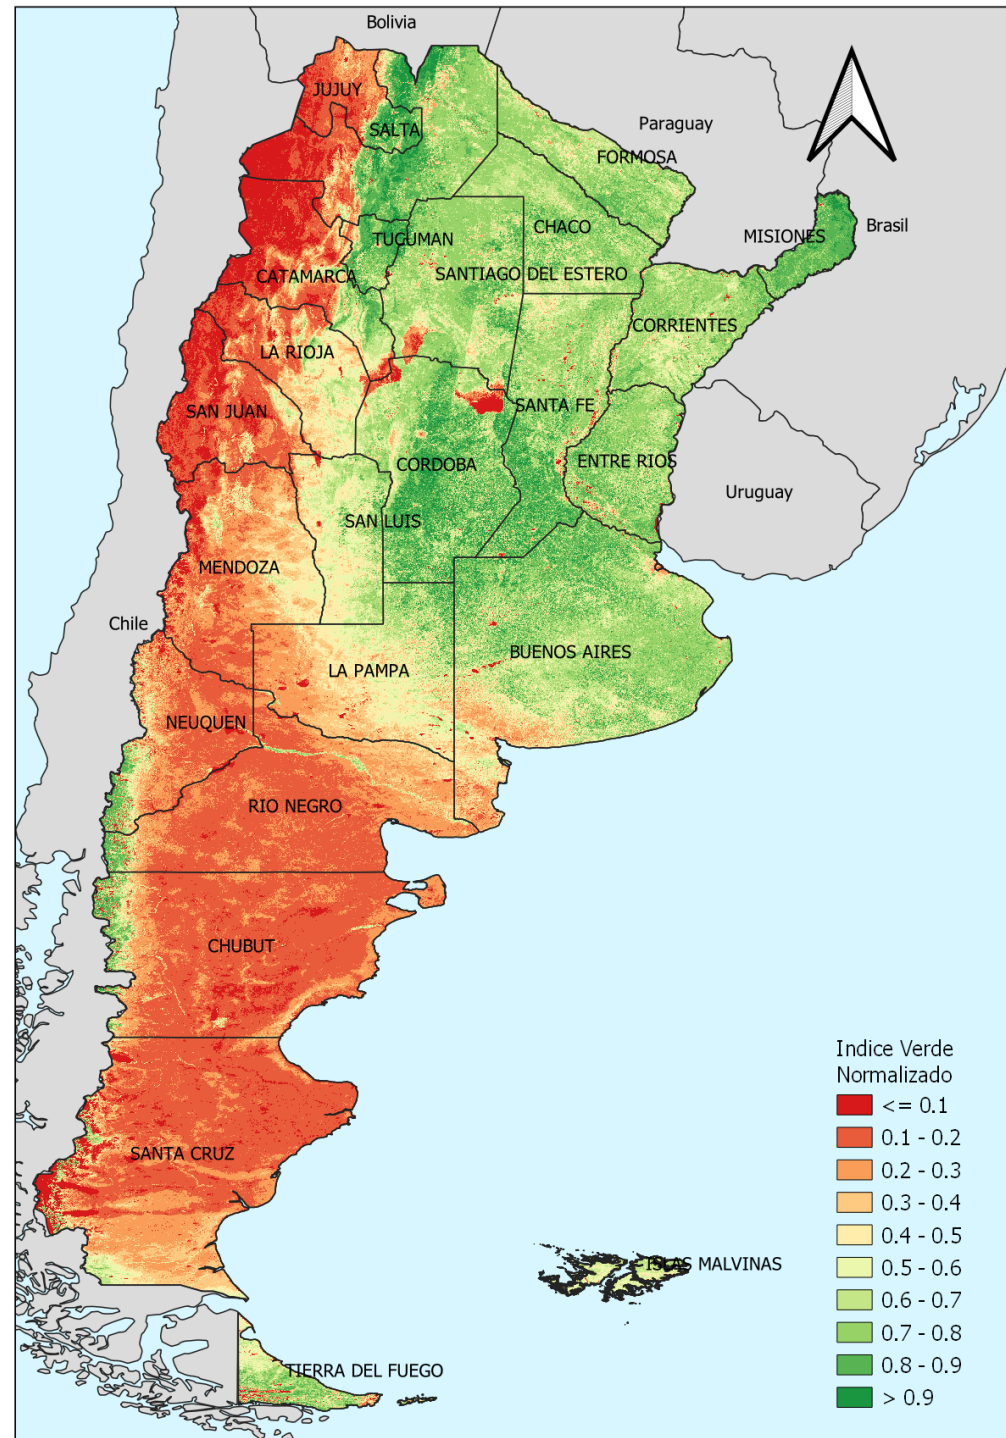 Bolivia
JUJUY
Paraguay
SALTA
FORMOSA
CHACO
MISIONES
Brasil
TUCUMAN
CATAMARCA
SANTIAGO DEL ESTERO
CORRIENTES
LA RIOJA
SAN JUAN
SANTA FE
CORDOBA
ENTRE RIOS
Uruguay
SAN LUIS
MENDOZA
Chile
BUENOS AIRES
LA PAMPA
NEUQUEN
RIO NEGRO
CHUBUT
Indice Verde
Normalizado
<= 0.1
0.1 - 0.2
0.2 - 0.3
0.3 - 0.4
0.4 - 0.5
0.5 - 0.6
0.6 - 0.7
0.7 - 0.8
0.8 - 0.9
> 0.9
SANTA CRUZ
ISLAS MALVINAS
TIERRA DEL FUEGO